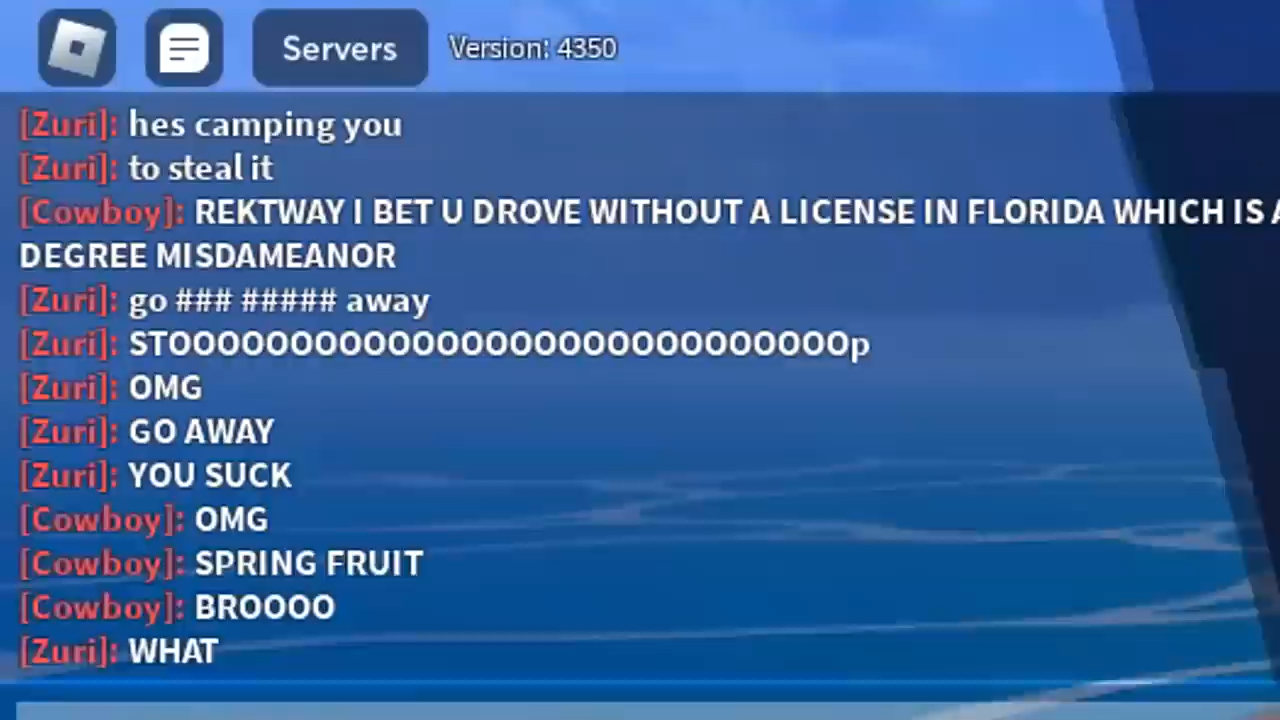 Servers Version: 4350
[Zuri]: hes camping you
[Zuri]: to steal it
[Cowboy]: REKTWAY I BET U DROVE WITHOUT A LICENSE IN FLORIDA WHICH IS A
DEGREE MISDAMEANOR
[Zuri]: go ### ##### away
[Zuri]: STOOOOOOOOOOOOOOOOOOOOOOOOOOOOp
[Zuri]: OMG
[Zuri]: GO AWAY
[Zuri]: YOU SUCK
[Cowboy]: OMG
[Cowboy]: SPRING FRUIT
[Cowboy]: BROOOO
[Zuri]: WHAT